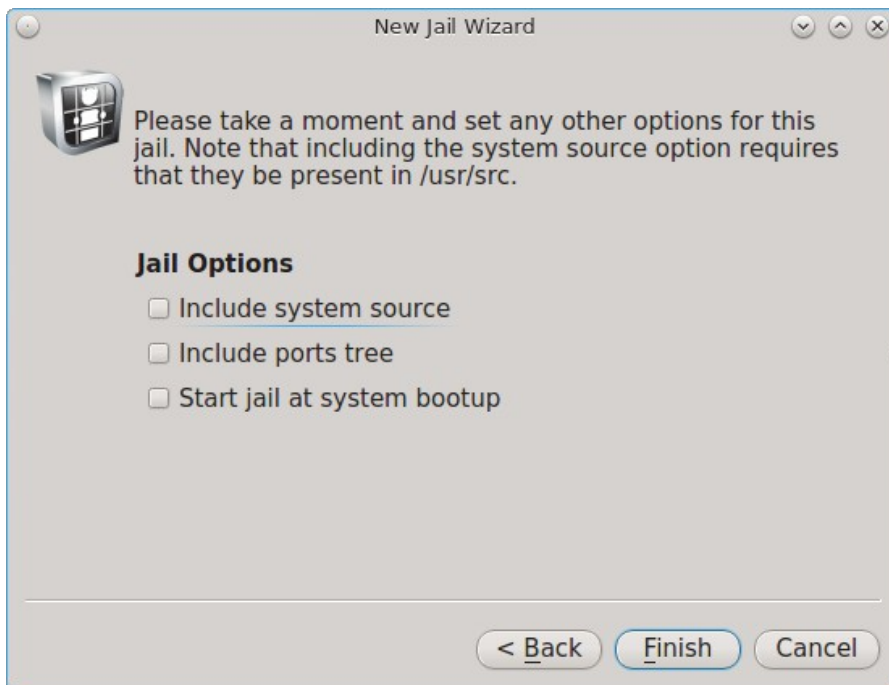 New Jail Wizard
Please take a moment and set any other options for this
jail. Note that including the system source option requires
that they be present in /usr/src.
Jail Options
Include system source
Include ports tree
Start jail at system bootup
< Back
Finish
Cancel